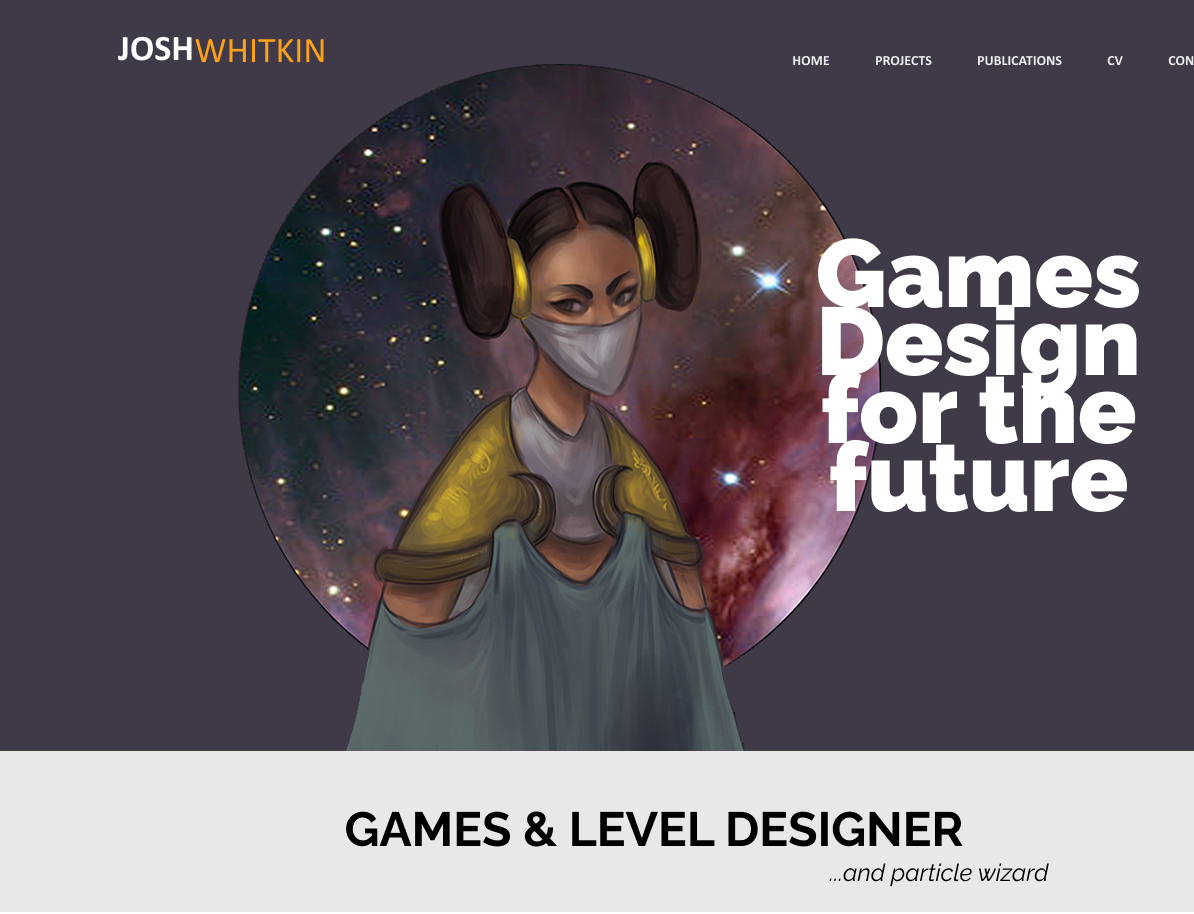 JOSHWHITKIN
HOME PROJECTS PUBLICATIONS CV CON
Games
Design
for the
future
GAMES & LEVEL DESIGNER
...and particle wizard